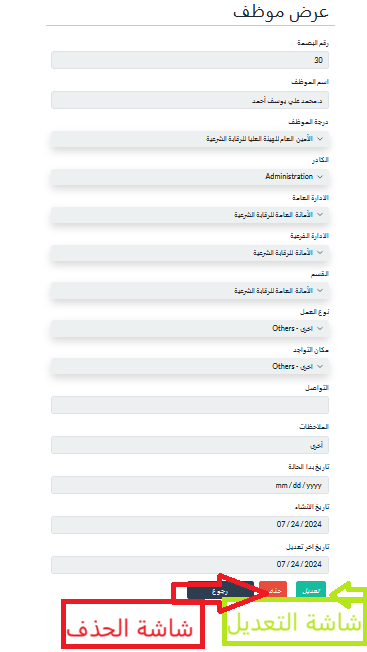 عرض موظف
رقم البصمة
30
اسم الموظف
د.محمد علي يوسف أحمد
درجة الموظف
الأمين العام للهيئة العليا للرقابة الشرعية
الكادر
Administration
الادارة العامة
الأمانة العامة للرقابة الشرعية
الادارة الفرعية
الأمانة للرقابة الشرعية
القسم
الأمانة العامة للرقابة الشرعية
نوع العمل
اخرى - Others
مكان التواجد
اخرى - Others
التواصل
الملاحظات
أخرى
تاريخ بدا الحالة
mm / dd / yyyy
تاريخ الانشاء
07 / 24 / 2024
تاريخ اخر تعديل
07 / 24 / 2024
تعديل حذف رجوع
شاشة التعديل
شاشة الحذف